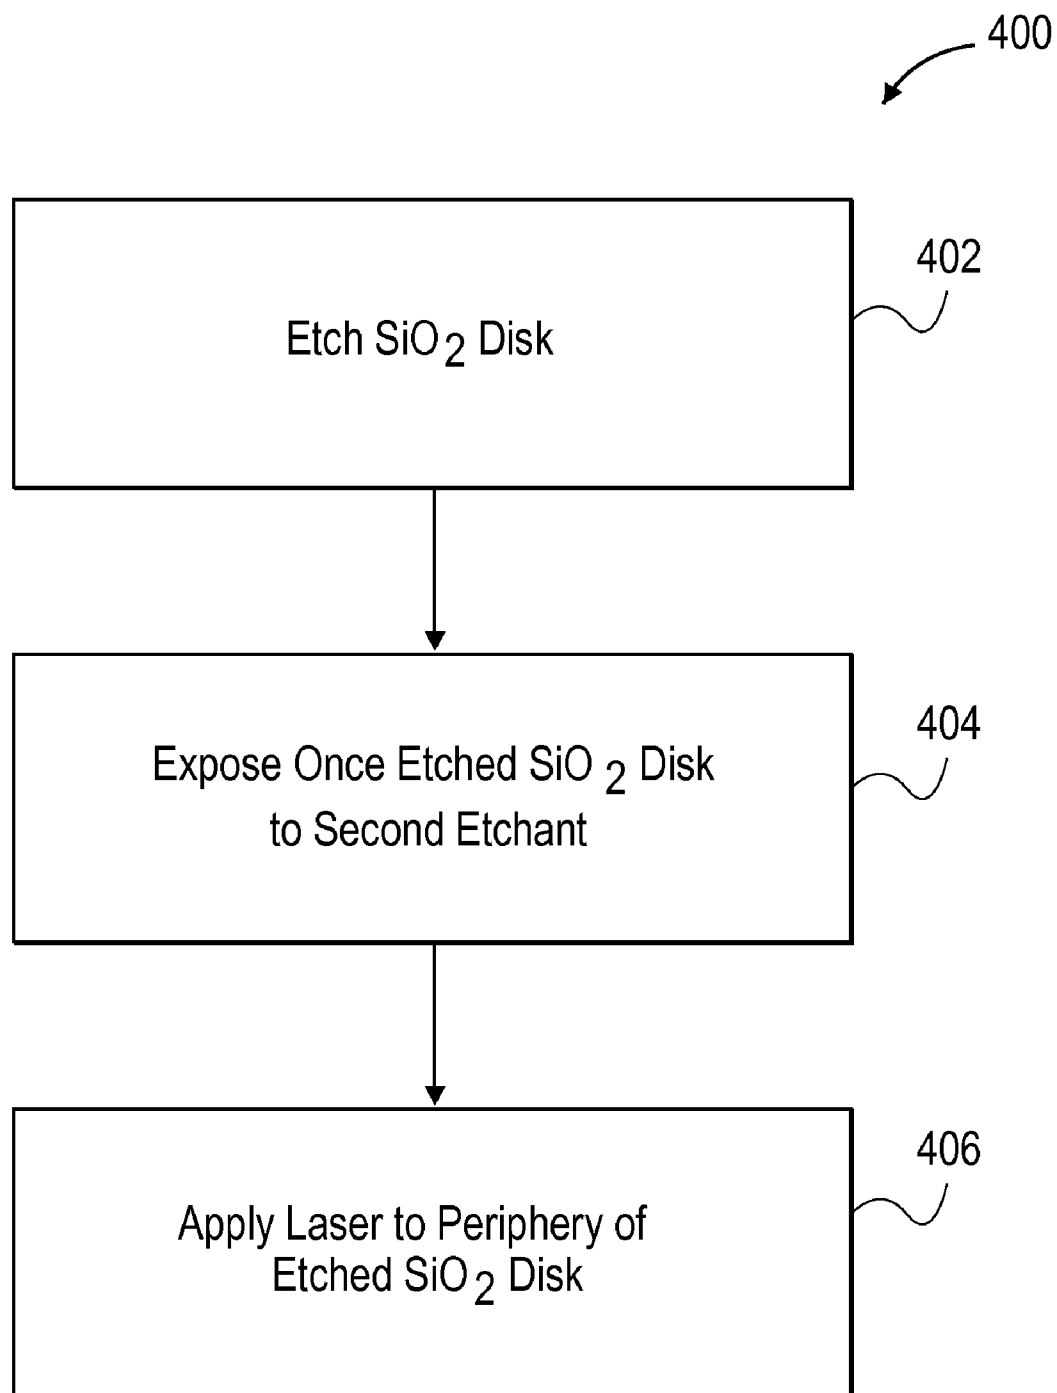 400
402
Etch SiO2 Disk
404
Expose Once Etched SiO2 Disk
to Second Etchant
406
Apply Laser to Periphery of
Etched SiO2 Disk